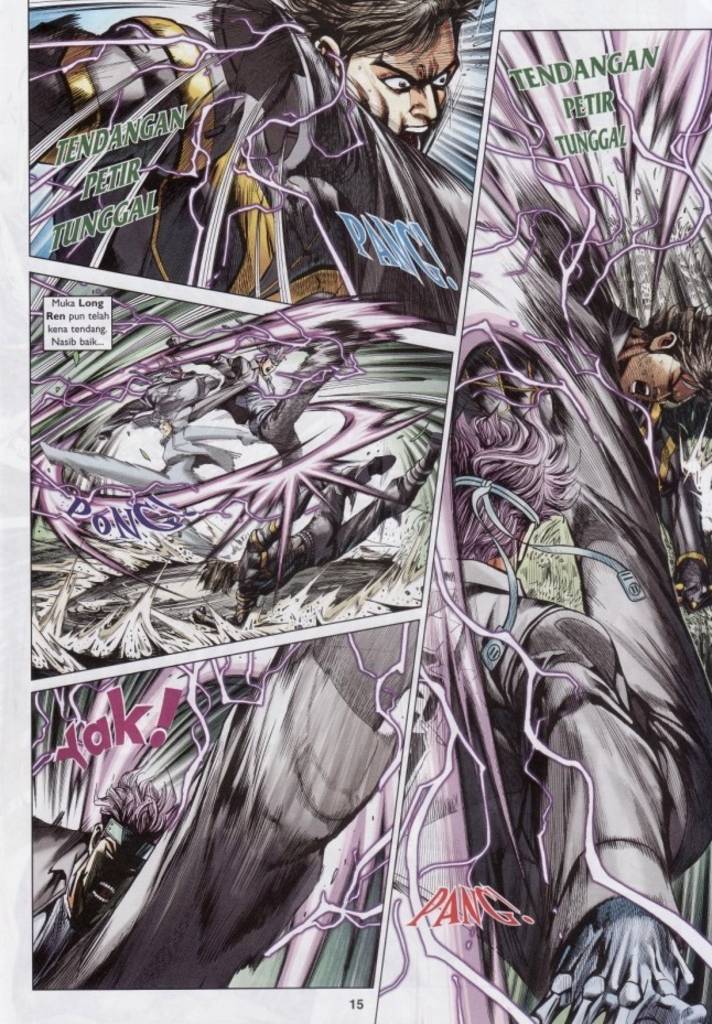 TENDANGAN
PETIR
TUNGGAL
PANG!
TENDANGAN
PETIR
TUNGGAL
Muka Long
Ren pun telah
kena tendang.
Nasib baik...
PONG!
Yak!
PANG!
15